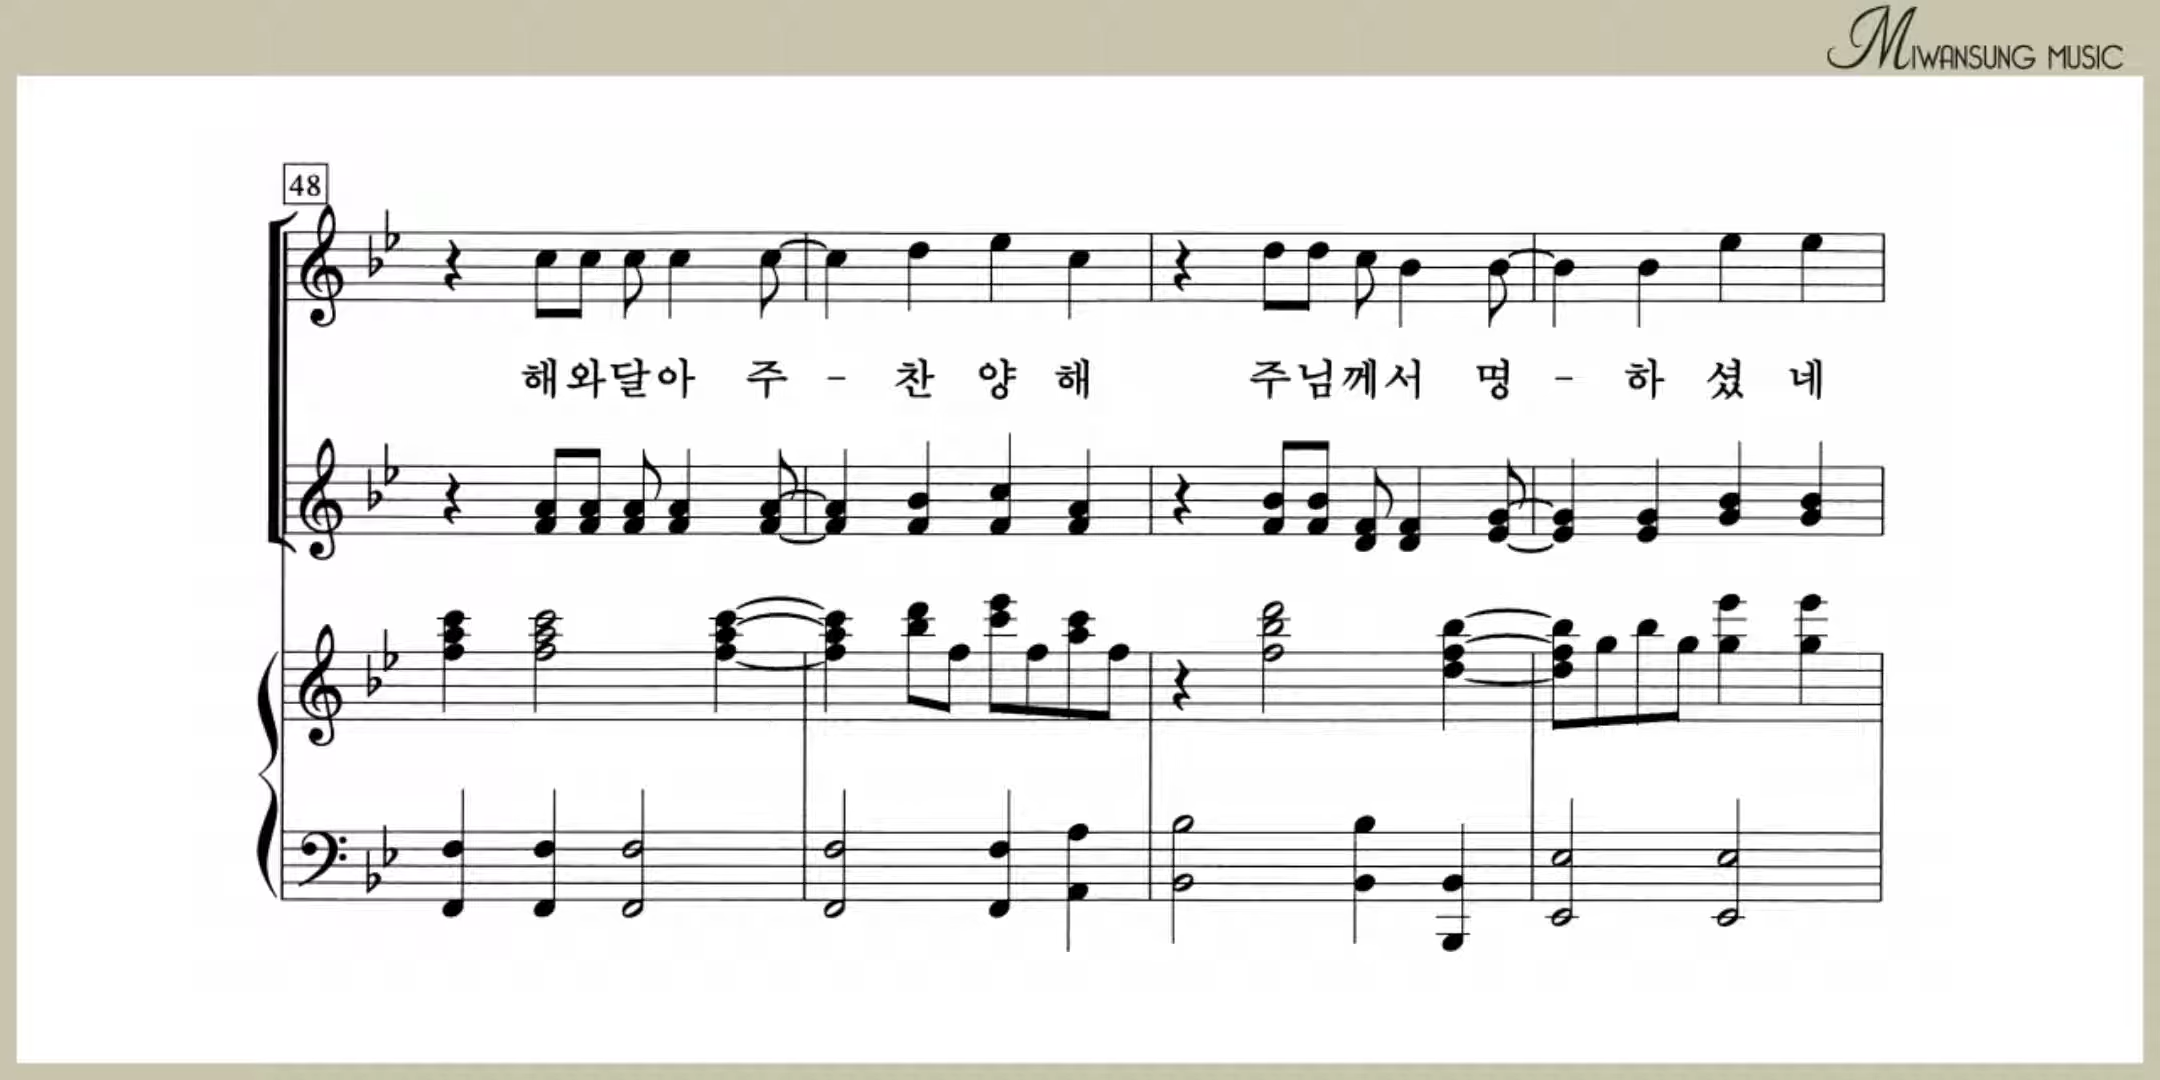 MIWANSUNG MUSIC
48
해와달아 주 - 찬 양 해 주님께서 명 - 하 셨 네